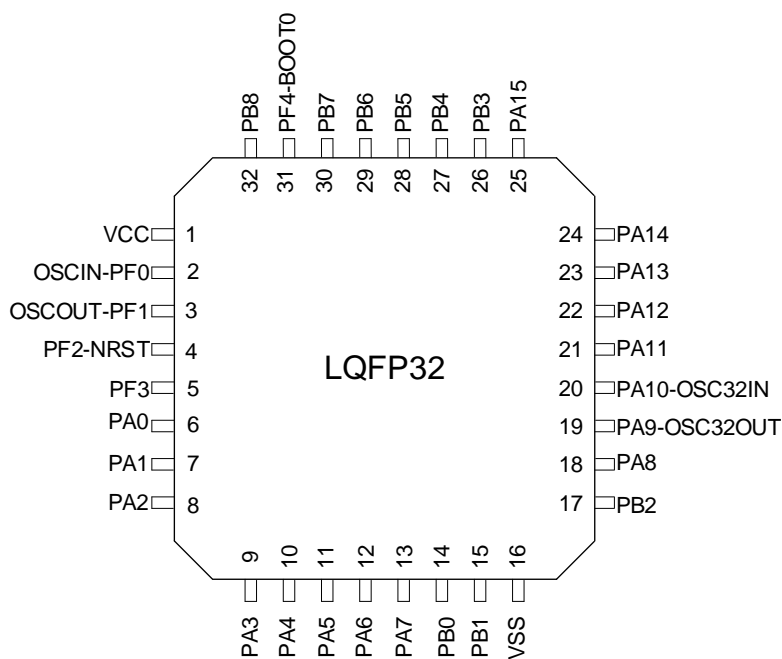 PB8
PF4-BOOT0
PB7
PB6
PB5
PB4
PB3
PA15
32
31
30
29
28
27
26
25
VCC 1
OSCIN-PF0 2
OSCOUT-PF1 3
PF2-NRST 4
PF3 5
PA0 6
PA1 7
PA2 8
LQFP32
24 PA14
23 PA13
22 PA12
21 PA11
20 PA10-OSC32IN
19 PA9-OSC32OUT
18 PA8
17 PB2
9
10
11
12
13
14
15
16
PA3
PA4
PA5
PA6
PA7
PB0
PB1
VSS